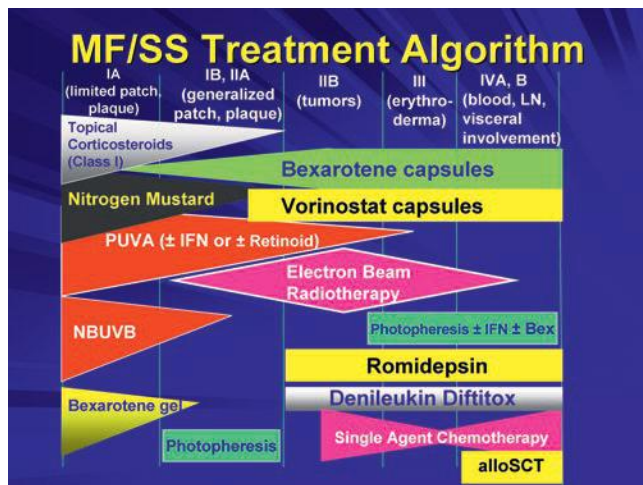 MF/SS Treatment Algorithm
IA
(limited patch,
plaque)
IB, IIA
(generalized
patch, plaque)
IIB
(tumors)
III
(erythro-
derma)
IVA, B
(blood, LN,
visceral
involvement)
Topical
Corticosteroids
(Class I)
Bexarotene capsules
Nitrogen Mustard
Vorinostat capsules
PUVA (± IFN or ± Retinoid)
Electron Beam
Radiotherapy
NBUVB
Photopheresis ± IFN ± Bex
Romidepsin
Bexarotene gel
Denileukin Diftitox
Photopheresis
Single Agent Chemotherapy
alloSCT